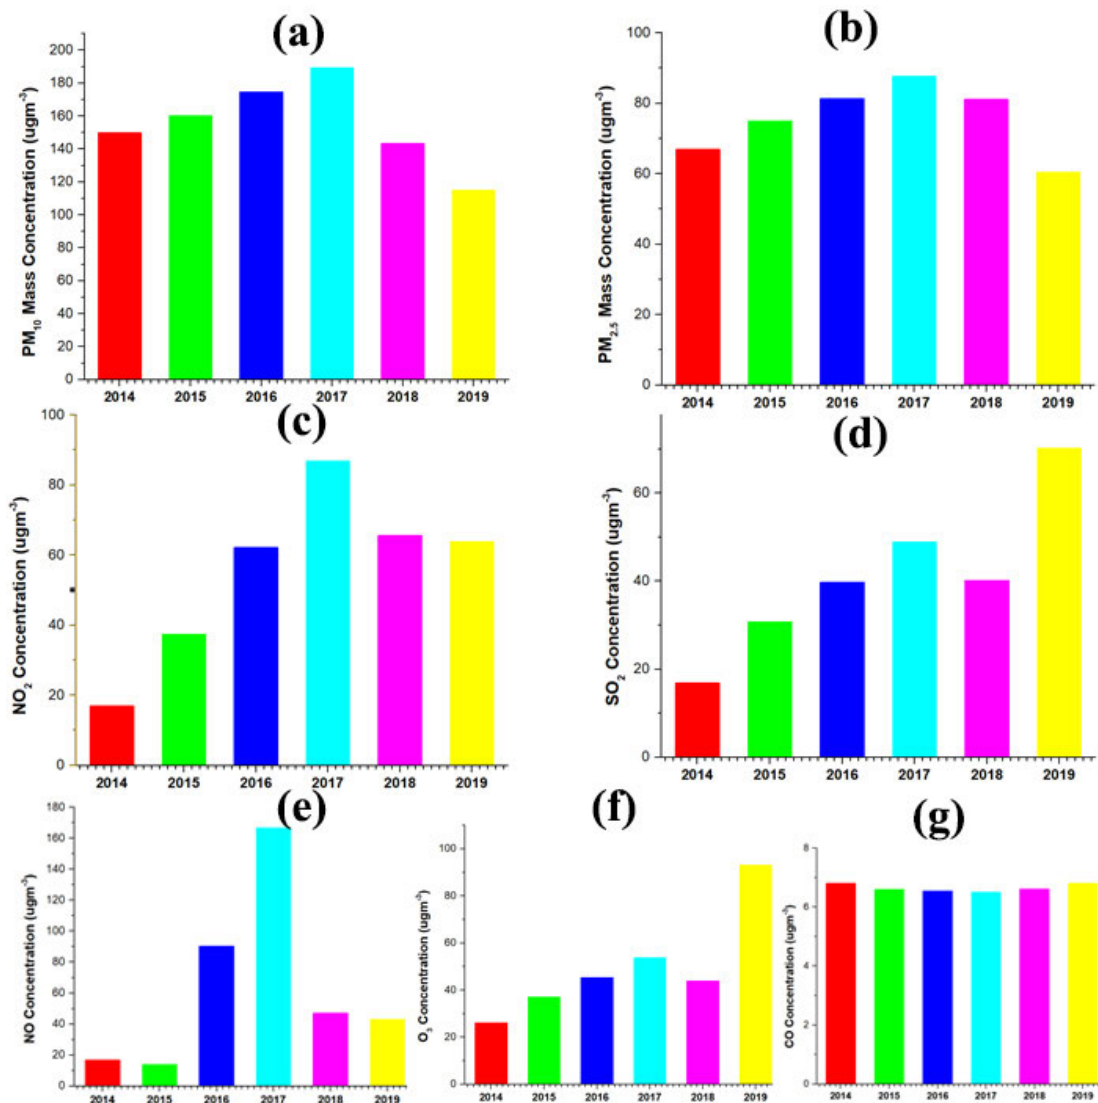 (a)
PM10 Mass Concentration (ugm-3)
200
180
160
140
120
100
80
60
40
20
0
2014 2015 2016 2017 2018 2019
(b)
PM2.5 Mass Concentration (ugm-3)
100
80
60
40
20
0
2014 2015 2016 2017 2018 2019
(c)
NO2 Concentration (ugm-3)
100
80
60
40
20
0
2014 2015 2016 2017 2018 2019
(d)
SO2 Concentration (ugm-3)
60
40
20
0
2014 2015 2016 2017 2018 2019
(e)
NO Concentration (ugm-3)
180
160
140
120
100
80
60
40
20
0
2014 2015 2016 2017 2018 2019
(f)
O3 Concentration (ugm-3)
100
80
60
40
20
0
2014 2015 2016 2017 2018 2019
(g)
CO Concentration (ugm-3)
8
6
4
2
0
2014 2015 2016 2017 2018 2019